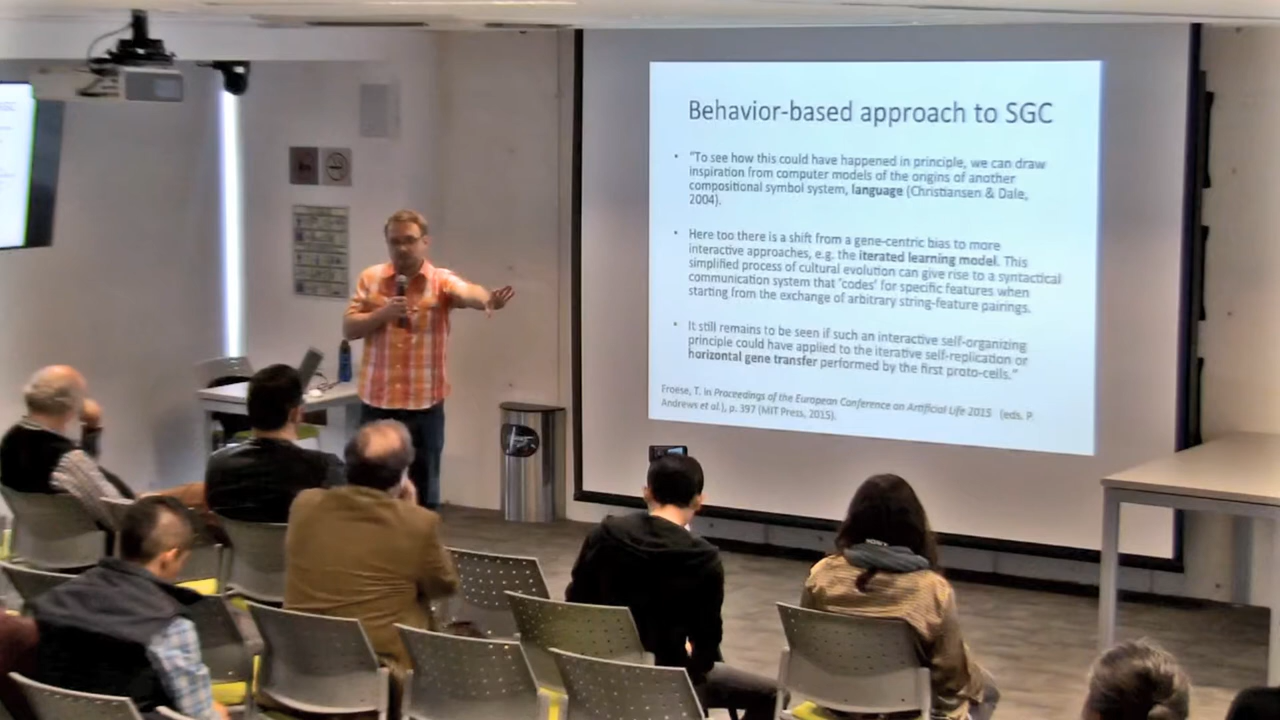 Behavior-based approach to SGC
• "To see how this could have happened in principle, we can draw
inspiration from computer models of the origins of another
compositional symbol system, language (Christiansen & Dale,
2004).
• Here too there is a shift from a gene-centric bias to more
interactive approaches, e.g. the iterated learning model. This
simplified process of cultural evolution can give rise to a syntactical
communication system that 'codes' for specific features when
starting from the exchange of arbitrary string-feature pairings.
• It still remains to be seen if such an interactive self-organizing
principle could have applied to the iterative self-replication or
horizontal gene transfer performed by the first proto-cells."
Froese, T. in Proceedings of the European Conference on Artificial Life 2015 (eds. P.
Andrews et al.), p. 397 (MIT Press, 2015).